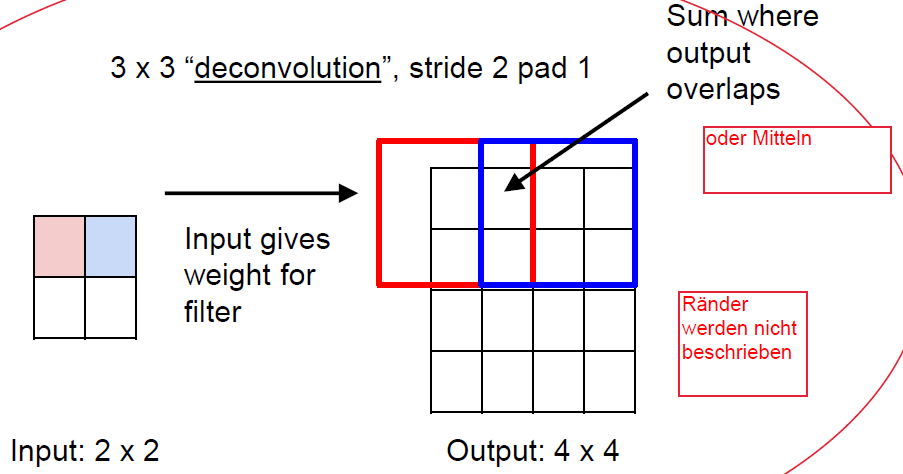 Sum where
output
overlaps
3 x 3 “deconvolution”, stride 2 pad 1
oder Mitteln
Input gives
weight for
filter
Ränder
werden nicht
beschrieben
Input: 2 x 2
Output: 4 x 4